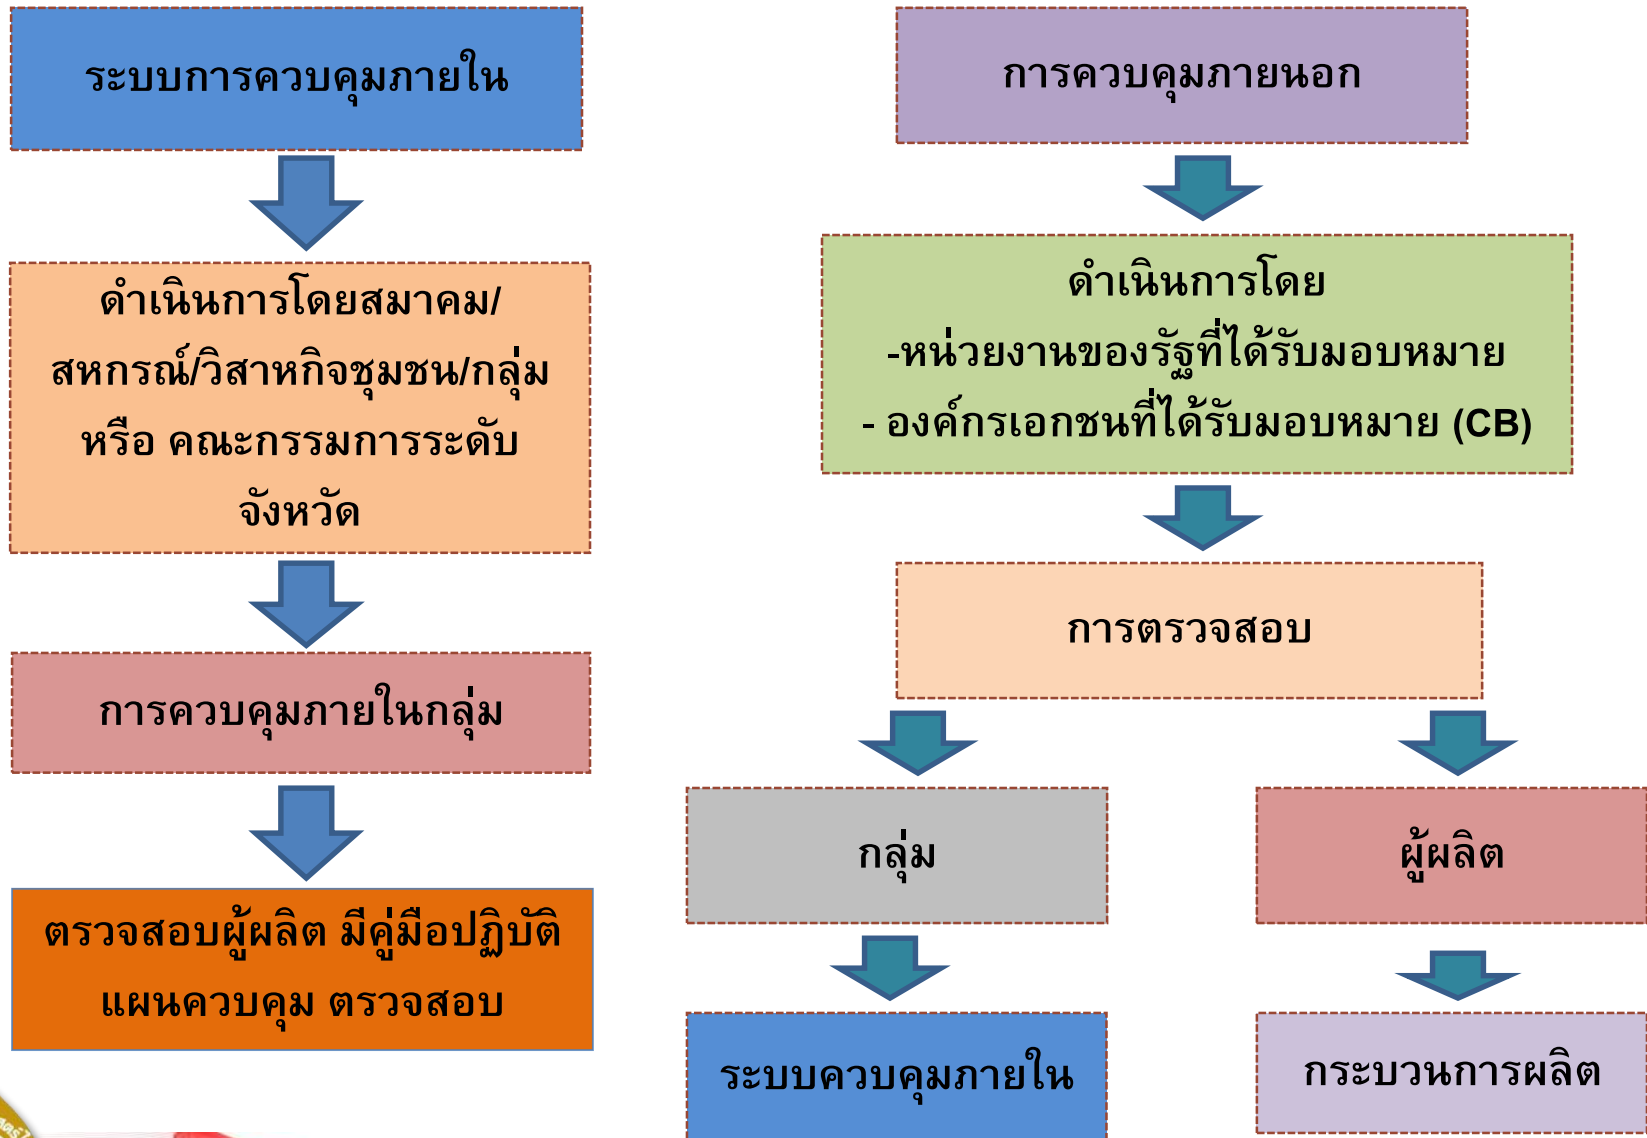 ระบบการควบคุมภายใน
ดำเนินการโดยสมาคม/
สหกรณ์/วิสาหกิจชุมชน/กลุ่ม
หรือ คณะกรรมการระดับ
จังหวัด
การควบคุมภายในกลุ่ม
ตรวจสอบผู้ผลิต มีคู่มือปฏิบัติ
แผนควบคุม ตรวจสอบ
การควบคุมภายนอก
ดำเนินการโดย
-หน่วยงานของรัฐที่ได้รับมอบหมาย
- องค์กรเอกชนที่ได้รับมอบหมาย (CB)
การตรวจสอบ
กลุ่ม
ผู้ผลิต
ระบบควบคุมภายใน
กระบวนการผลิต